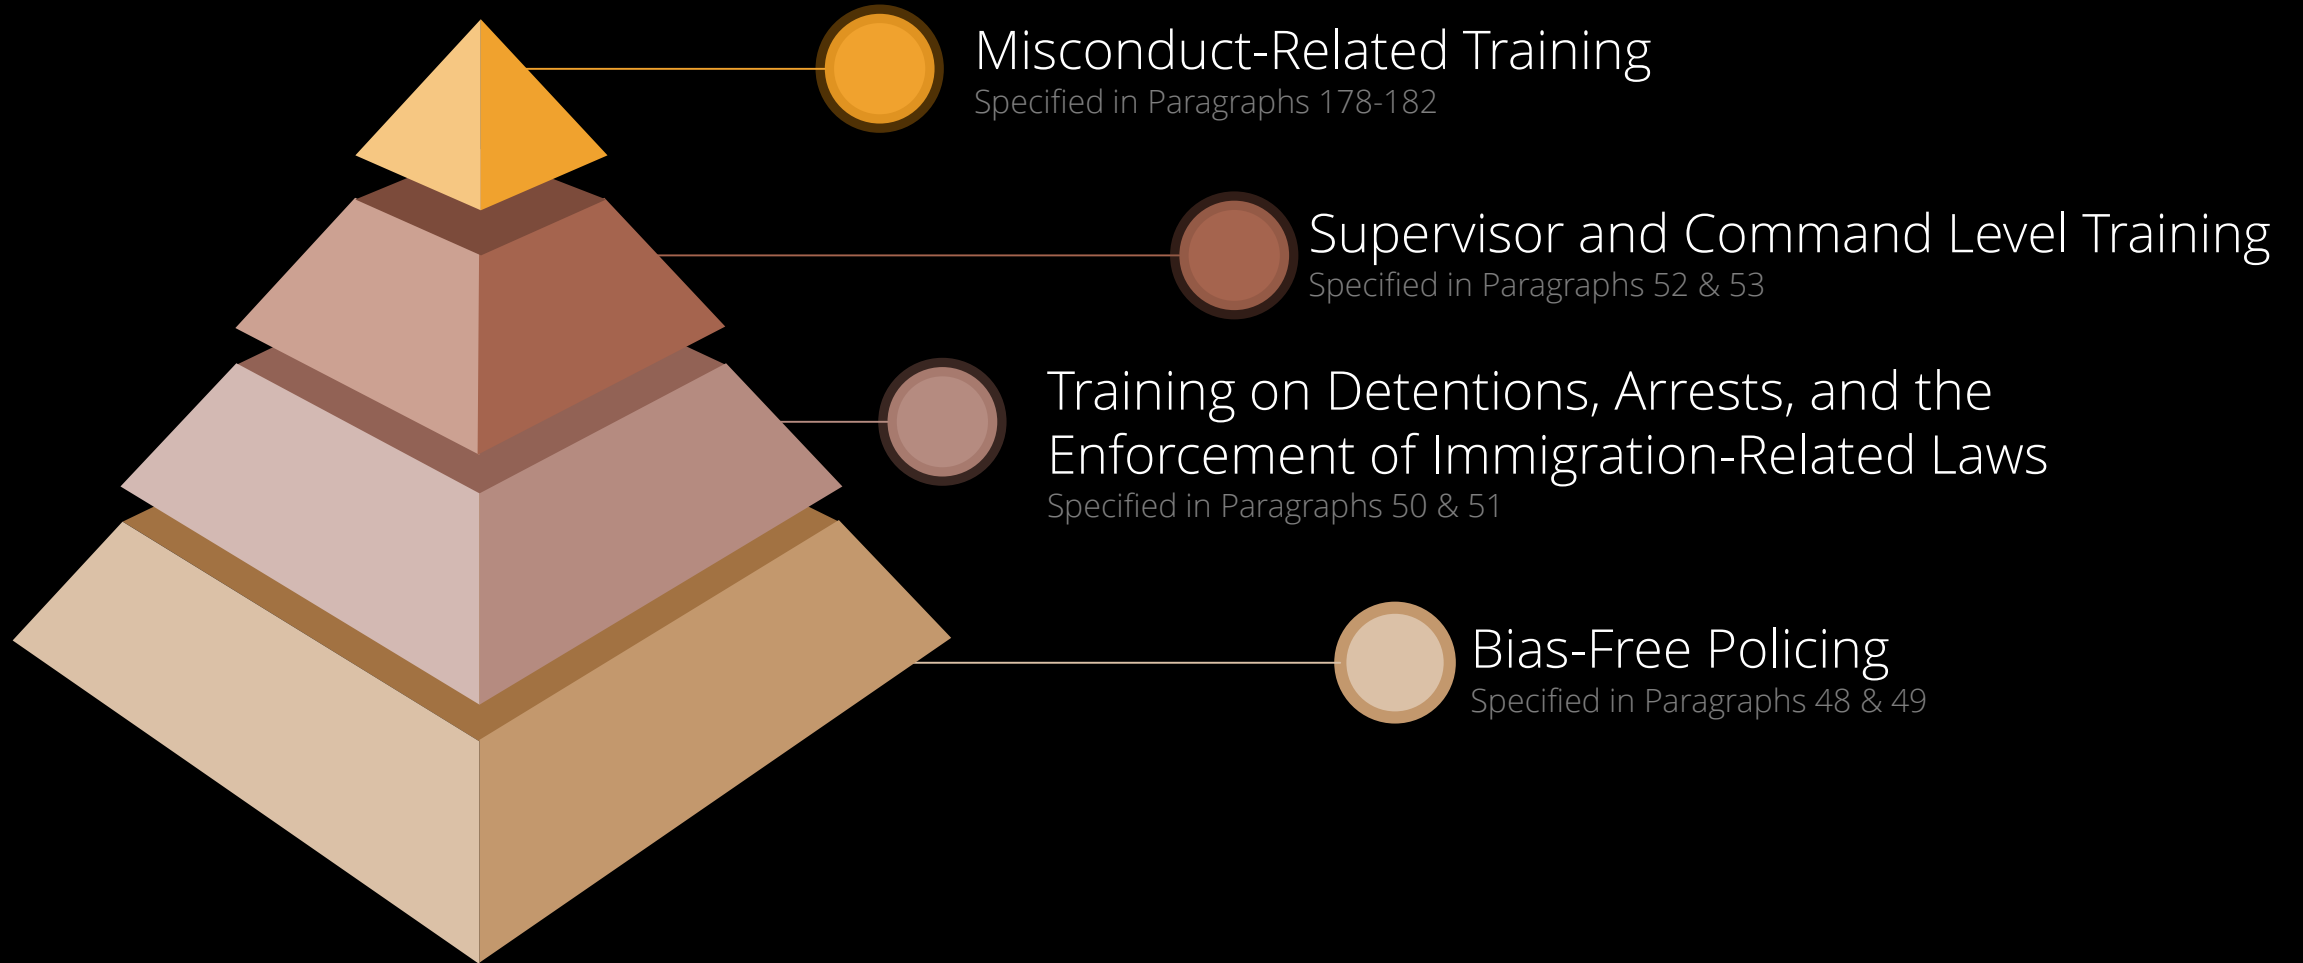 Misconduct-Related Training
Specified in Paragraphs 178-182
Supervisor and Command Level Training
Specified in Paragraphs 52 & 53
Training on Detentions, Arrests, and the
Enforcement of Immigration-Related Laws
Specified in Paragraphs 50 & 51
Bias-Free Policing
Specified in Paragraphs 48 & 49